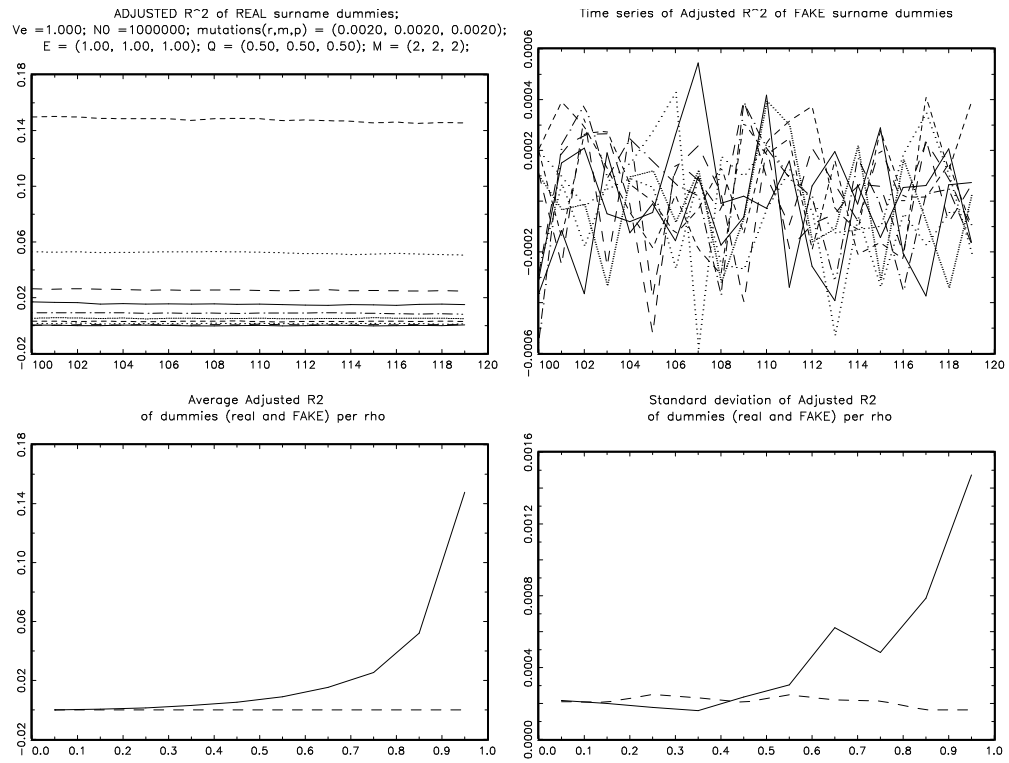 ADJUSTED R^2 of REAL surname dummies;
Ve =1.000; N0 =1000000; mutations(r,m,p) = (0.0020, 0.0020, 0.0020);
E = (1.00, 1.00, 1.00); Q = (0.50, 0.50, 0.50); M = (2, 2, 2);
0.18
0.14
0.10
0.06
0.02
−0.02
100 102 104 106 108 110 112 114 116 118 120
Time series of Adjusted R^2 of FAKE surname dummies
0.0006
0.0004
0.0002
−0.0002
−0.0006
100 102 104 106 108 110 112 114 116 118 120
Average Adjusted R2
of dummies (real and FAKE) per rho
0.18
0.14
0.10
0.06
0.02
−0.02
0.0 0.1 0.2 0.3 0.4 0.5 0.6 0.7 0.8 0.9 1.0
Standard deviation of Adjusted R2
of dummies (real and FAKE) per rho
0.0016
0.0012
0.0008
0.0004
0.0000
0.0 0.1 0.2 0.3 0.4 0.5 0.6 0.7 0.8 0.9 1.0